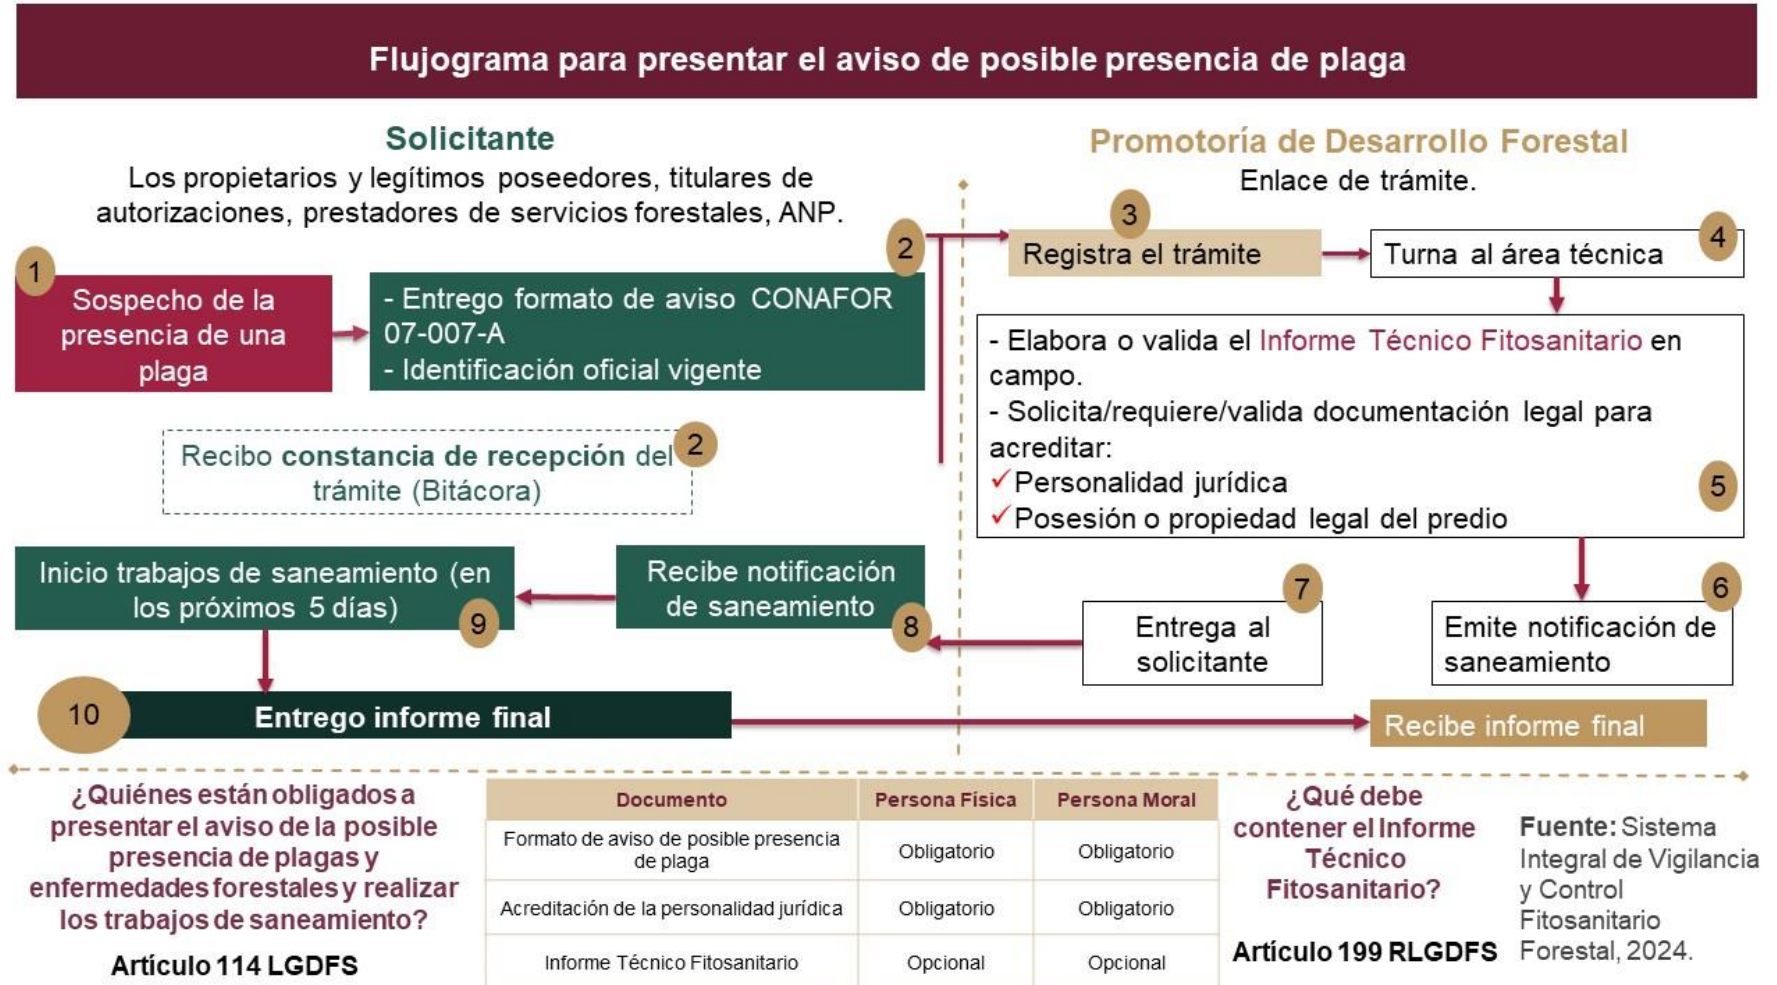 Flujograma para presentar el aviso de posible presencia de plaga
Solicitante
Los propietarios y legítimos poseedores, titulares de
autorizaciones, prestadores de servicios forestales, ANP.
Promotoría de Desarrollo Forestal
Enlace de trámite.
1
Sospecho de la
presencia de una
plaga
2
- Entrego formato de aviso CONAFOR
07-007-A
- Identificación oficial vigente
2
Recibo constancia de recepción del
trámite (Bitácora)
3
Registra el trámite
4
Turna al área técnica
- Elabora o valida el Informe Técnico Fitosanitario en
campo.
- Solicita/requiere/valida documentación legal para
acreditar:
✓Personalidad jurídica
✓Posesión o propiedad legal del predio
5
6
Emite notificación de
saneamiento
7
Entrega al
solicitante
Recibe notificación
de saneamiento
8
Inicio trabajos de saneamiento (en
los próximos 5 días)
9
10
Entrego informe final
Recibe informe final
¿Quiénes están obligados a
presentar el aviso de la posible
presencia de plagas y
enfermedades forestales y realizar
los trabajos de saneamiento?
Artículo 114 LGDFS
Documento Persona Física Persona Moral
Formato de aviso de posible presencia
de plaga
Obligatorio Obligatorio
Acreditación de la personalidad jurídica Obligatorio Obligatorio
Informe Técnico Fitosanitario Opcional Opcional
¿Qué debe
contener el Informe
Técnico
Fitosanitario?
Artículo 199 RLGDFS
Fuente: Sistema
Integral de Vigilancia
y Control
Fitosanitario
Forestal, 2024.